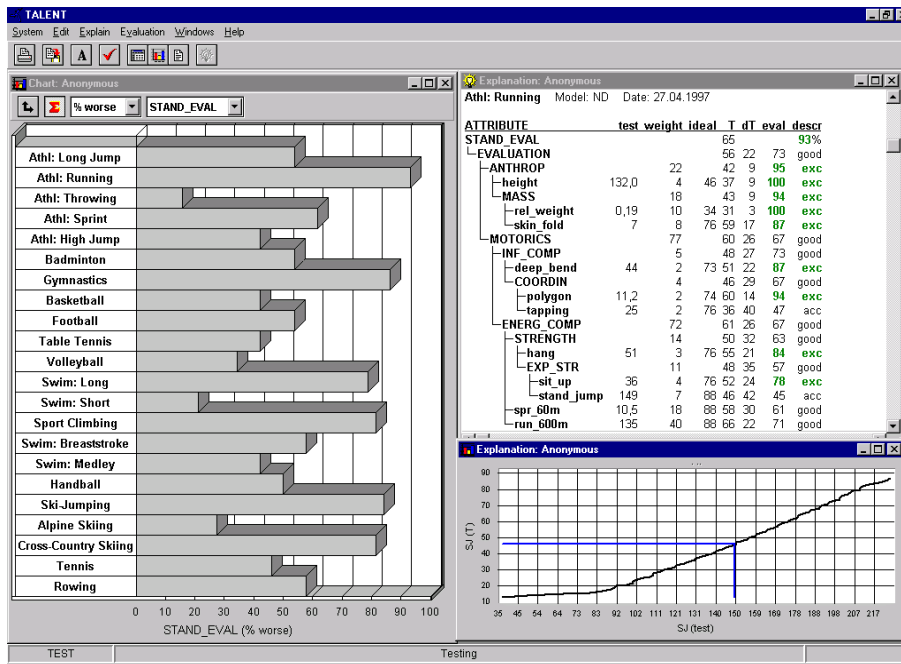 TALENT
System Edit Explain Evaluation Windows Help
Chart: Anonymous
% worse STAND_EVAL
Athl: Long Jump
Athl: Running
Athl: Throwing
Athl: Sprint
Athl: High Jump
Badminton
Gymnastics
Basketball
Football
Table Tennis
Volleyball
Swim: Long
Swim: Short
Sport Climbing
Swim: Breaststroke
Swim: Medley
Handball
Ski-Jumping
Alpine Skiing
Cross-Country Skiing
Tennis
Rowing
0 10 20 30 40 50 60 70 80 90 100
STAND_EVAL (% worse)
Explanation: Anonymous
Athl: Running Model: ND Date: 27.04.1997
ATTRIBUTE test weight ideal T dT eval descr
STAND_EVAL 65 93%
EVALUATION 56 22 73 good
ANTHROP 22 42 9 95 exc
height 132,0 4 46 37 9 100 exc
MASS 18 43 9 94 exc
rel_weight 0,19 10 34 31 3 100 exc
skin_fold 7 8 76 59 17 87 exc
MOTORICS 77 60 26 67 good
INF_COMP 5 48 27 73 good
deep_bend 44 2 73 51 22 87 exc
COORDIN 4 46 29 67 good
polygon 11,2 2 74 60 14 94 exc
tapping 25 2 76 36 40 47 acc
ENERG_COMP 72 61 26 67 good
STRENGTH 14 50 32 63 good
hang 51 3 76 55 21 84 exc
EXP_STR 11 48 35 57 good
sit_up 36 4 76 52 24 78 exc
stand_jump 149 7 88 46 42 45 acc
spr_60m 10,5 18 88 58 30 61 good
run_600m 135 40 88 66 22 71 good
Explanation: Anonymous
...
90
80
70
60
50
40
30
20
10
SJ (T)
35 45 54 64 73 83 92 102 111 121 131 140 150 159 169 178 188 198 207 217
SJ (test)
TEST Testing